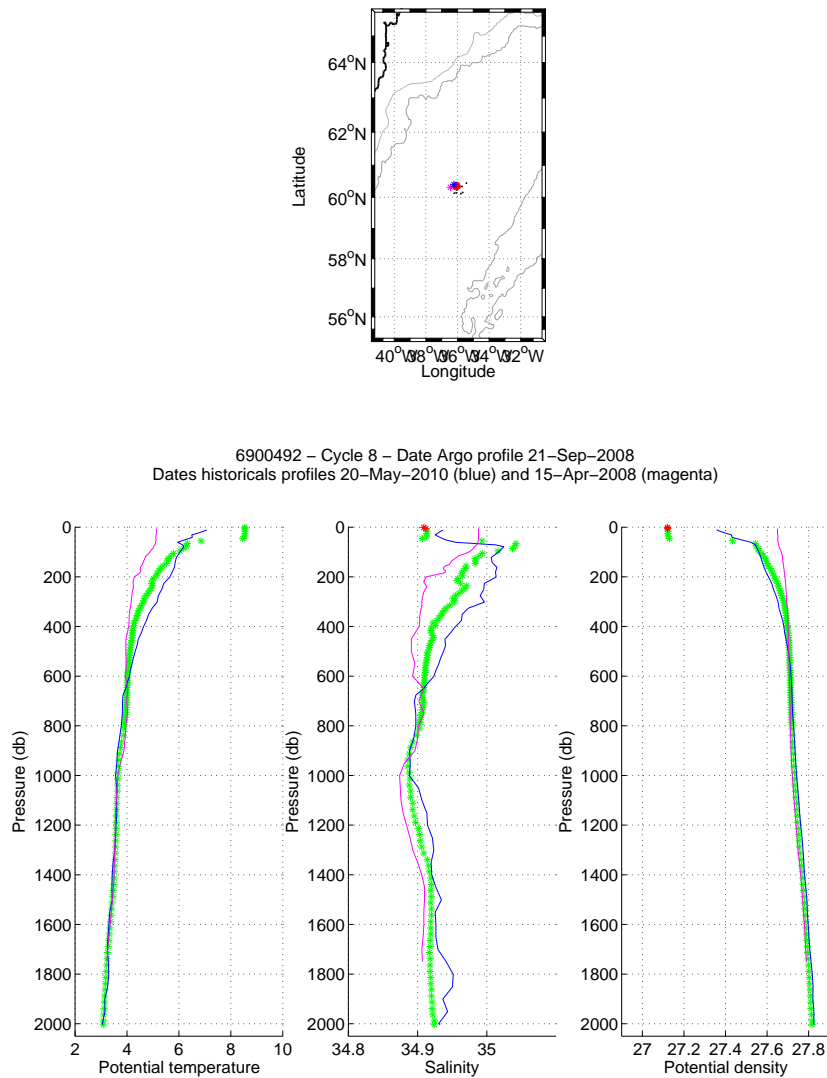 64°N
62°N
60°N
58°N
56°N
Latitude
40°W 38°W 36°W 34°W 32°W
Longitude
6900492 − Cycle 8 − Date Argo profile 21−Sep−2008
Dates historicals profiles 20−May−2010 (blue) and 15−Apr−2008 (magenta)
0
200
400
600
800
1000
1200
1400
1600
1800
2000
Pressure (db)
2 4 6 8 10
Potential temperature
0
200
400
600
800
1000
1200
1400
1600
1800
2000
Pressure (db)
34.8 34.9 35
Salinity
0
200
400
600
800
1000
1200
1400
1600
1800
2000
Pressure (db)
27 27.2 27.4 27.6 27.8
Potential density